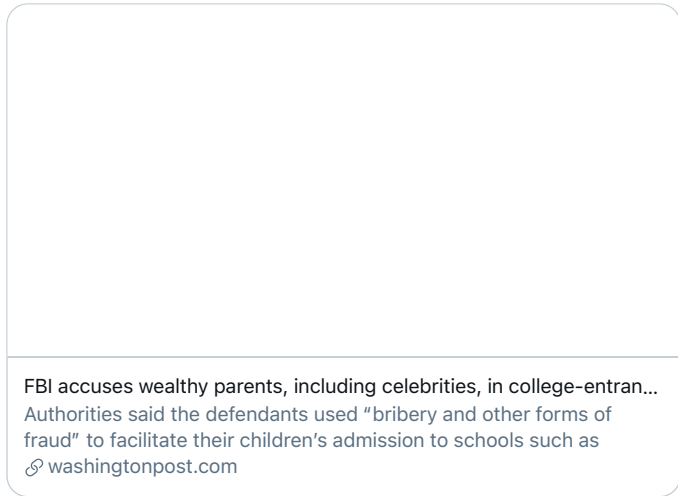 FBI accuses wealthy parents, including celebrities, in college-entran...
Authorities said the defendants used “bribery and other forms of
fraud” to facilitate their children’s admission to schools such as
washingtonpost.com